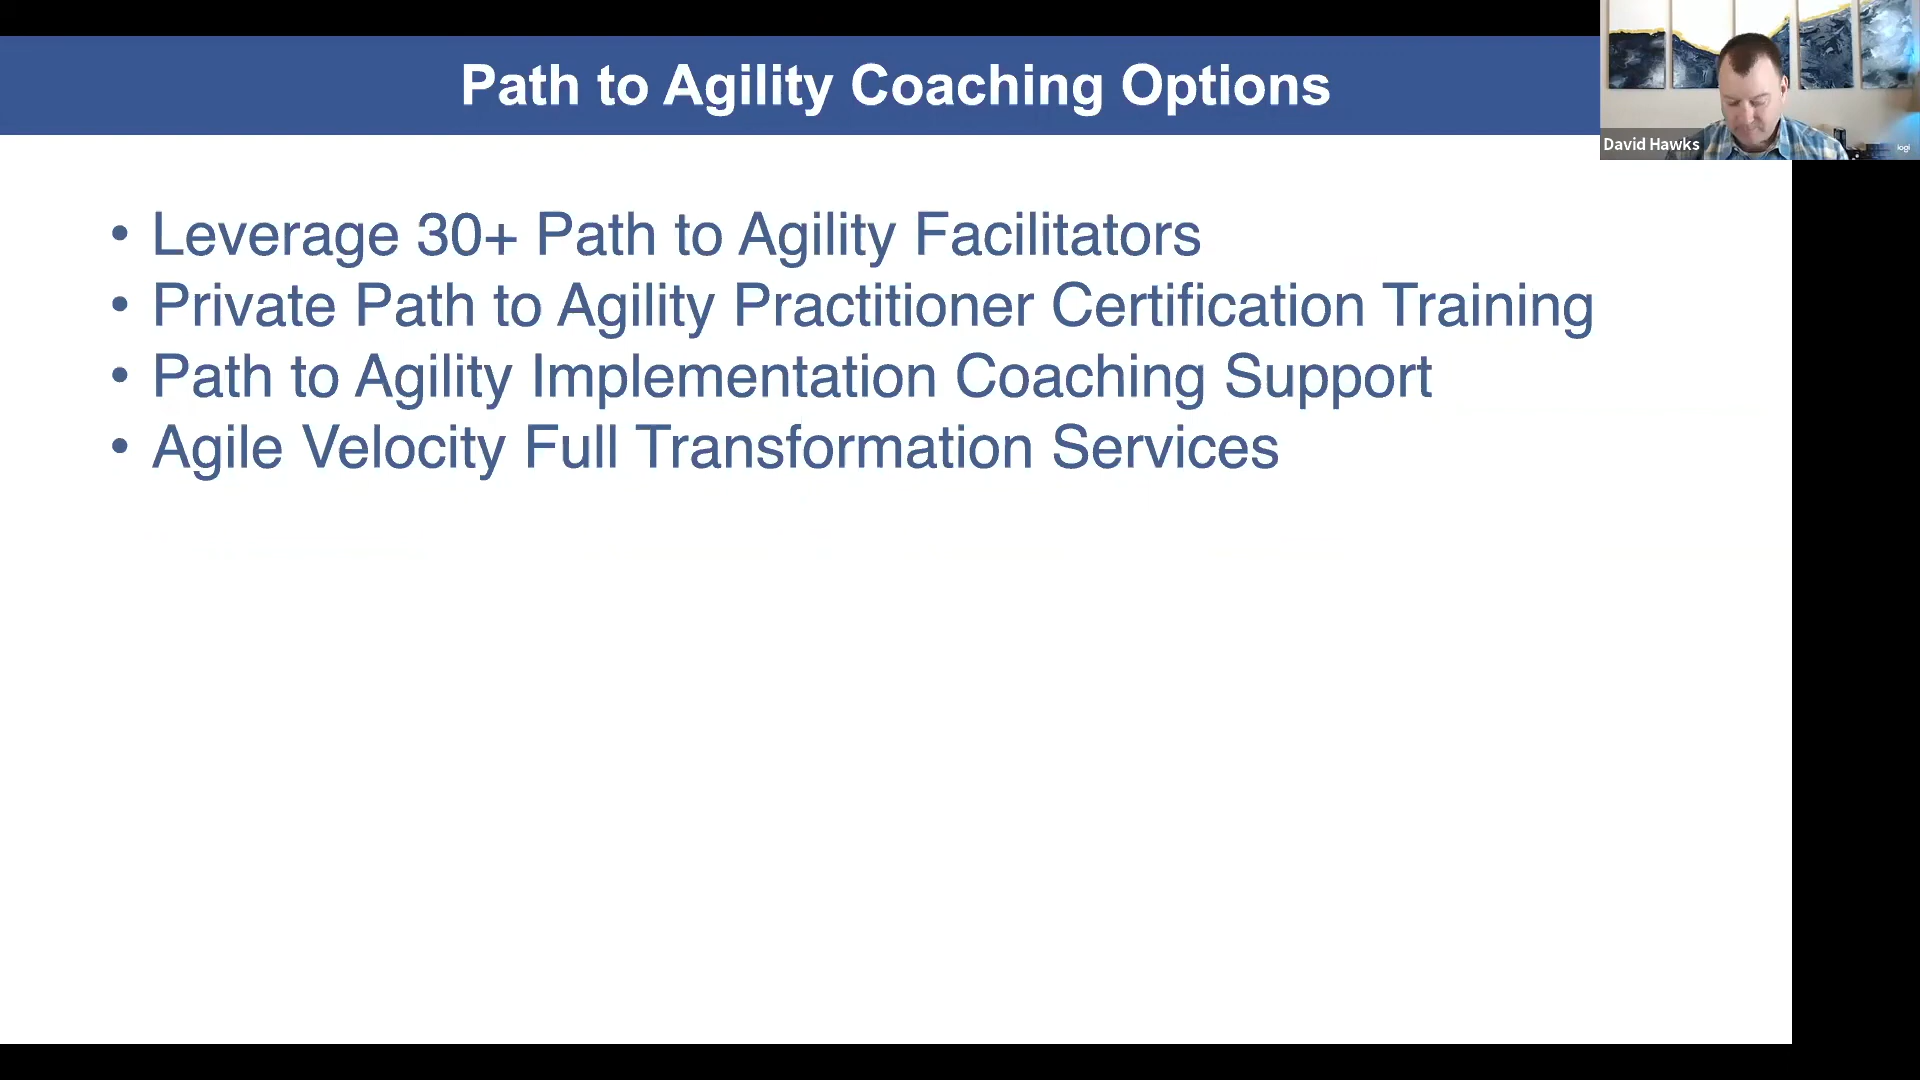 Path to Agility Coaching Options
David Hawks
logi
• Leverage 30+ Path to Agility Facilitators
• Private Path to Agility Practitioner Certification Training
• Path to Agility Implementation Coaching Support
• Agile Velocity Full Transformation Services